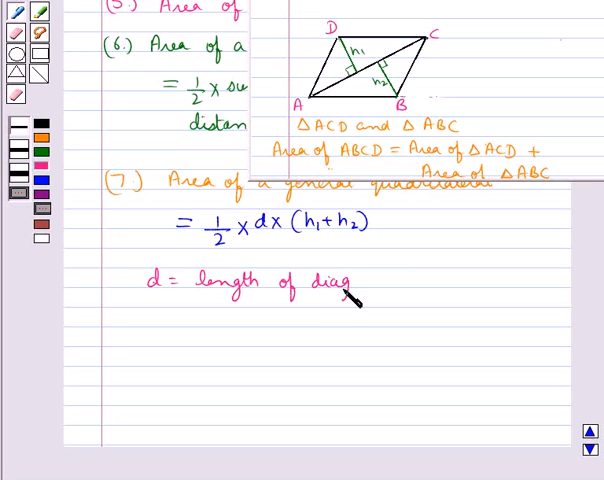 (5.) Area of
(6.) Area of a
= 1/2 x su
distan
D
C
h1
h2
A
B
△ACD and △ABC
Area of ABCD = Area of △ACD +
Area of △ABC
(7.) Area of a general quadrilateral
= 1/2 x d x (h1 + h2)
d = length of diag